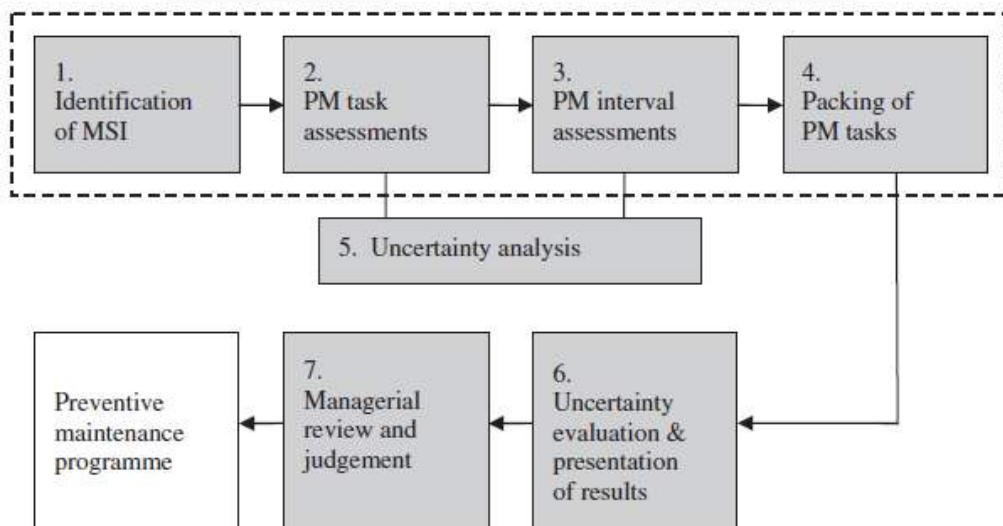 1.
Identification
of MSI
2.
PM task
assessments
3.
PM interval
assessments
4.
Packing of
PM tasks
5. Uncertainty analysis
Preventive
maintenance
programme
7.
Managerial
review and
judgement
6.
Uncertainty
evaluation &
presentation
of results